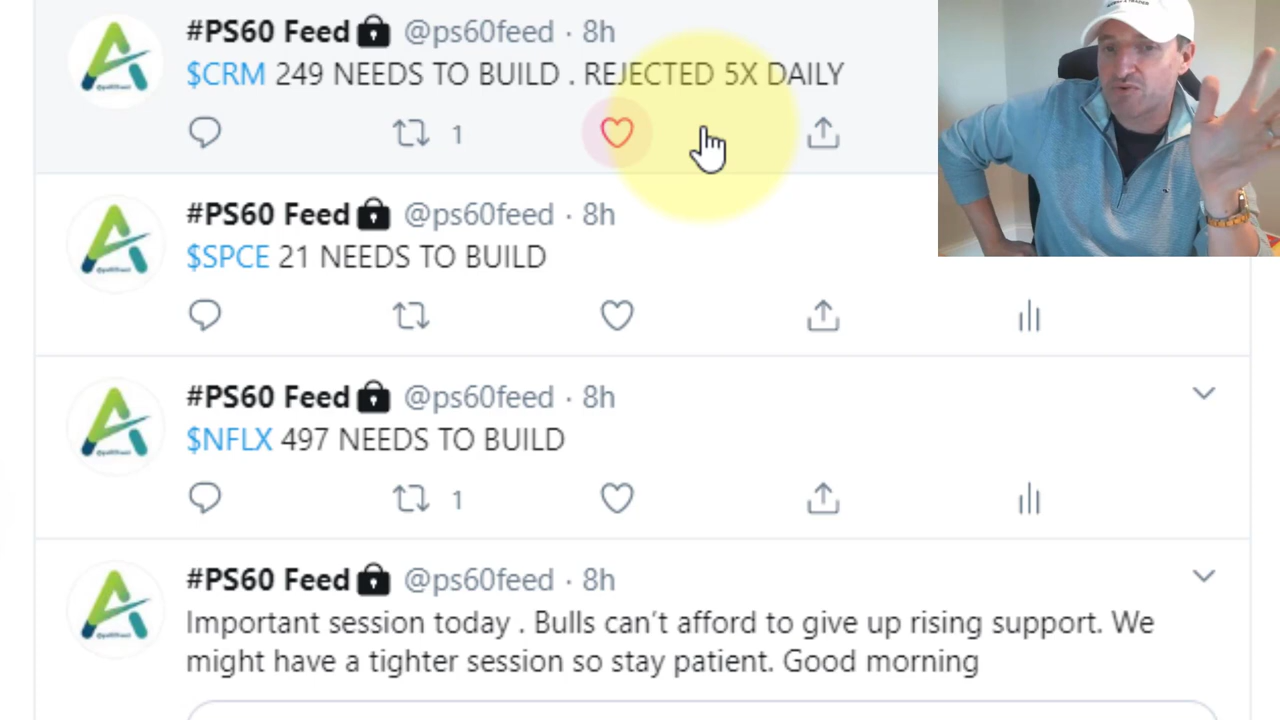 #PS60 Feed @ps60feed · 8h
$CRM 249 NEEDS TO BUILD . REJECTED 5X DAILY
1
#PS60 Feed @ps60feed · 8h
$SPCE 21 NEEDS TO BUILD
#PS60 Feed @ps60feed · 8h
$NFLX 497 NEEDS TO BUILD
1
#PS60 Feed @ps60feed · 8h
Important session today . Bulls can't afford to give up rising support. We
might have a tighter session so stay patient. Good morning